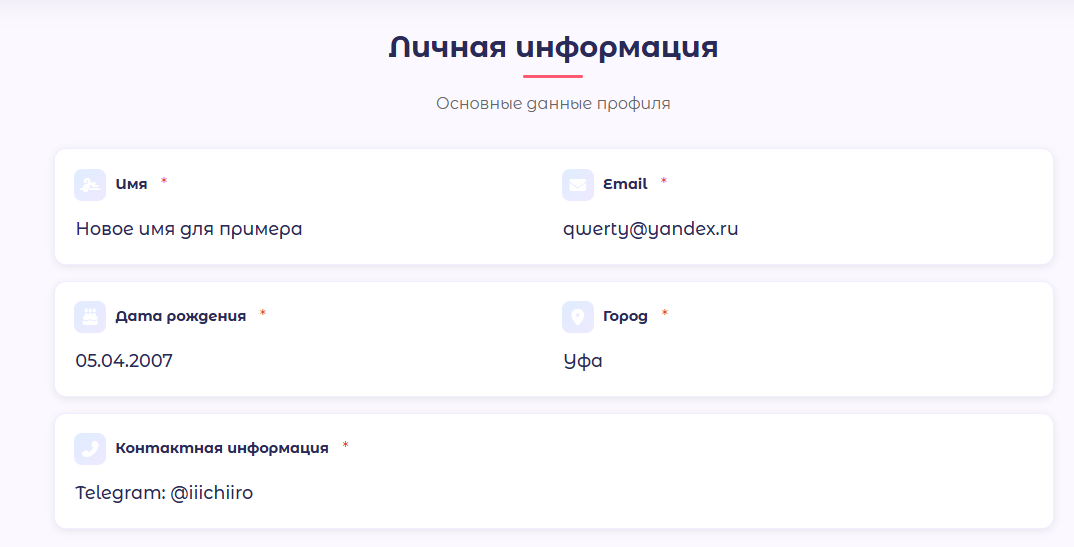 Личная информация
Основные данные профиля
Имя *
Email *
Новое имя для примера
qwerty@yandex.ru
Дата рождения *
Город *
05.04.2007
Уфа
Контактная информация *
Telegram: @iiichiiro